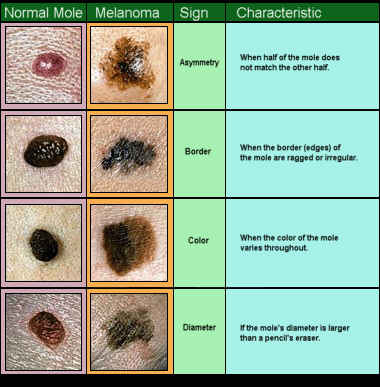 Normal Mole Melanoma Sign Characteristic
Asymmetry
When half of the mole does
not match the other half.
Border
When the border (edges) of
the mole are ragged or irregular.
Color
When the color of the mole
varies throughout.
Diameter
If the mole's diameter is larger
than a pencil's eraser.